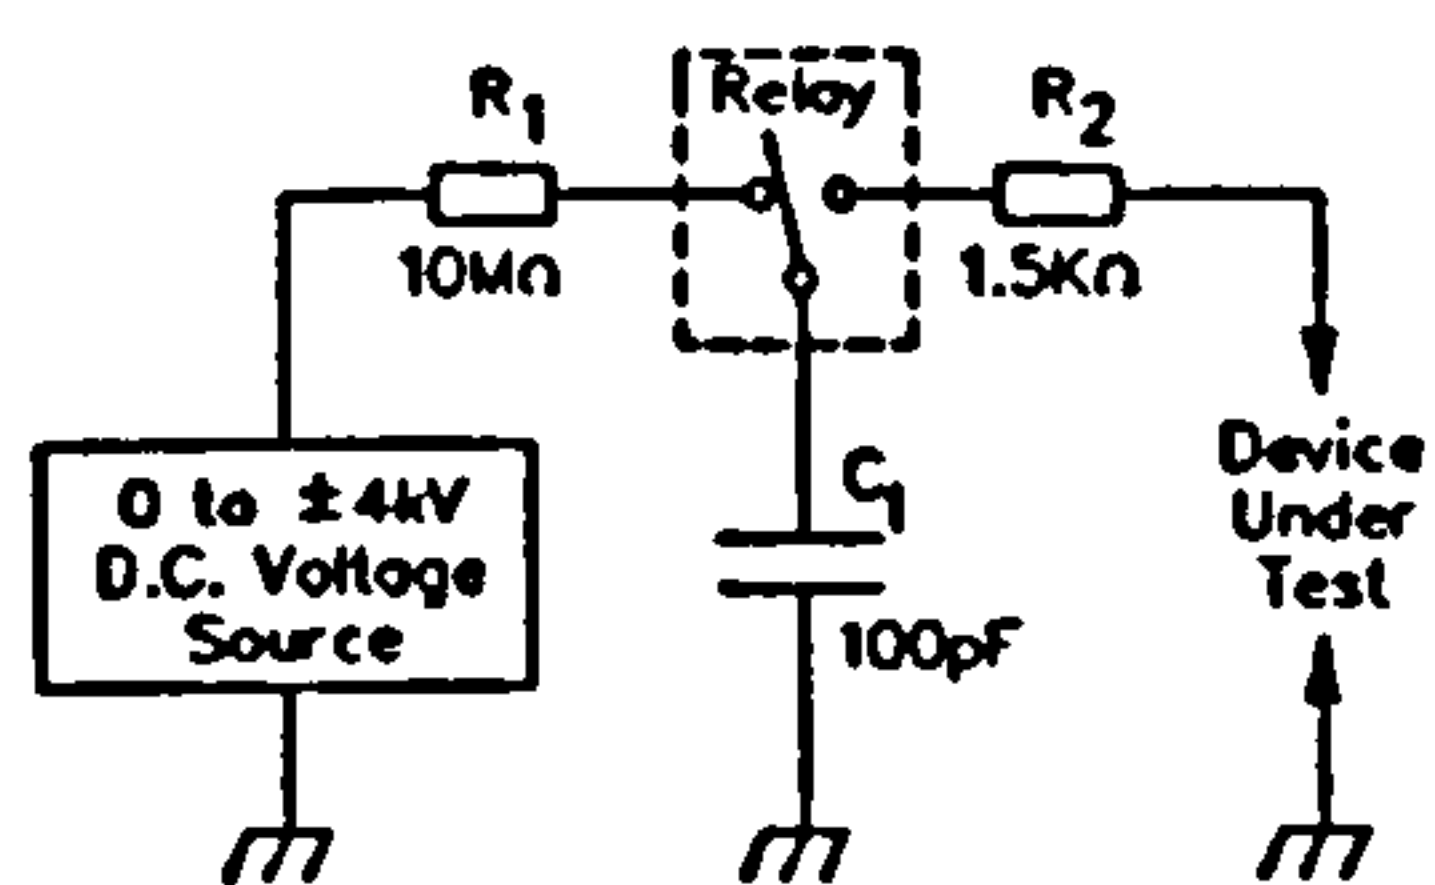 R1
Relay
R2
10MΩ
1.5KΩ
0 to ±4kV
D.C. Voltage
Source
C1
100pF
Device
Under
Test